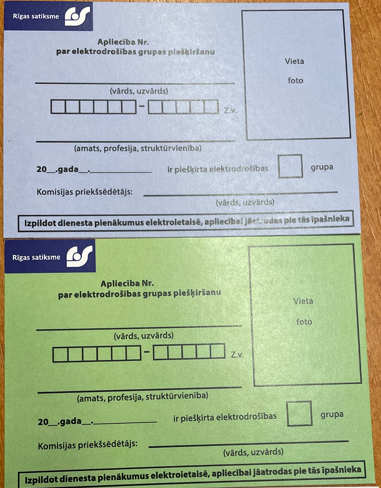 Rīgas satiksme
Apliecība Nr.
par elektrodrošības grupas piešķiršanu
Vieta
foto
(vārds, uzvārds)
– Z.v.
(amats, profesija, struktūrvienība)
20__.gada__.____________ ir piešķirta elektrodrošības grupa
Komisijas priekšsēdētājs:
(vārds, uzvārds)
Izpildot dienesta pienākumus elektroietaisē, apliecībai jāatrodas pie tās īpašnieka
Rīgas satiksme
Apliecība Nr.
par elektrodrošības grupas piešķiršanu
Vieta
foto
(vārds, uzvārds)
– Z.v.
(amats, profesija, struktūrvienība)
20__.gada__.____________ ir piešķirta elektrodrošības grupa
Komisijas priekšsēdētājs:
(vārds, uzvārds)
Izpildot dienesta pienākumus elektroietaisē, apliecībai jāatrodas pie tās īpašnieka